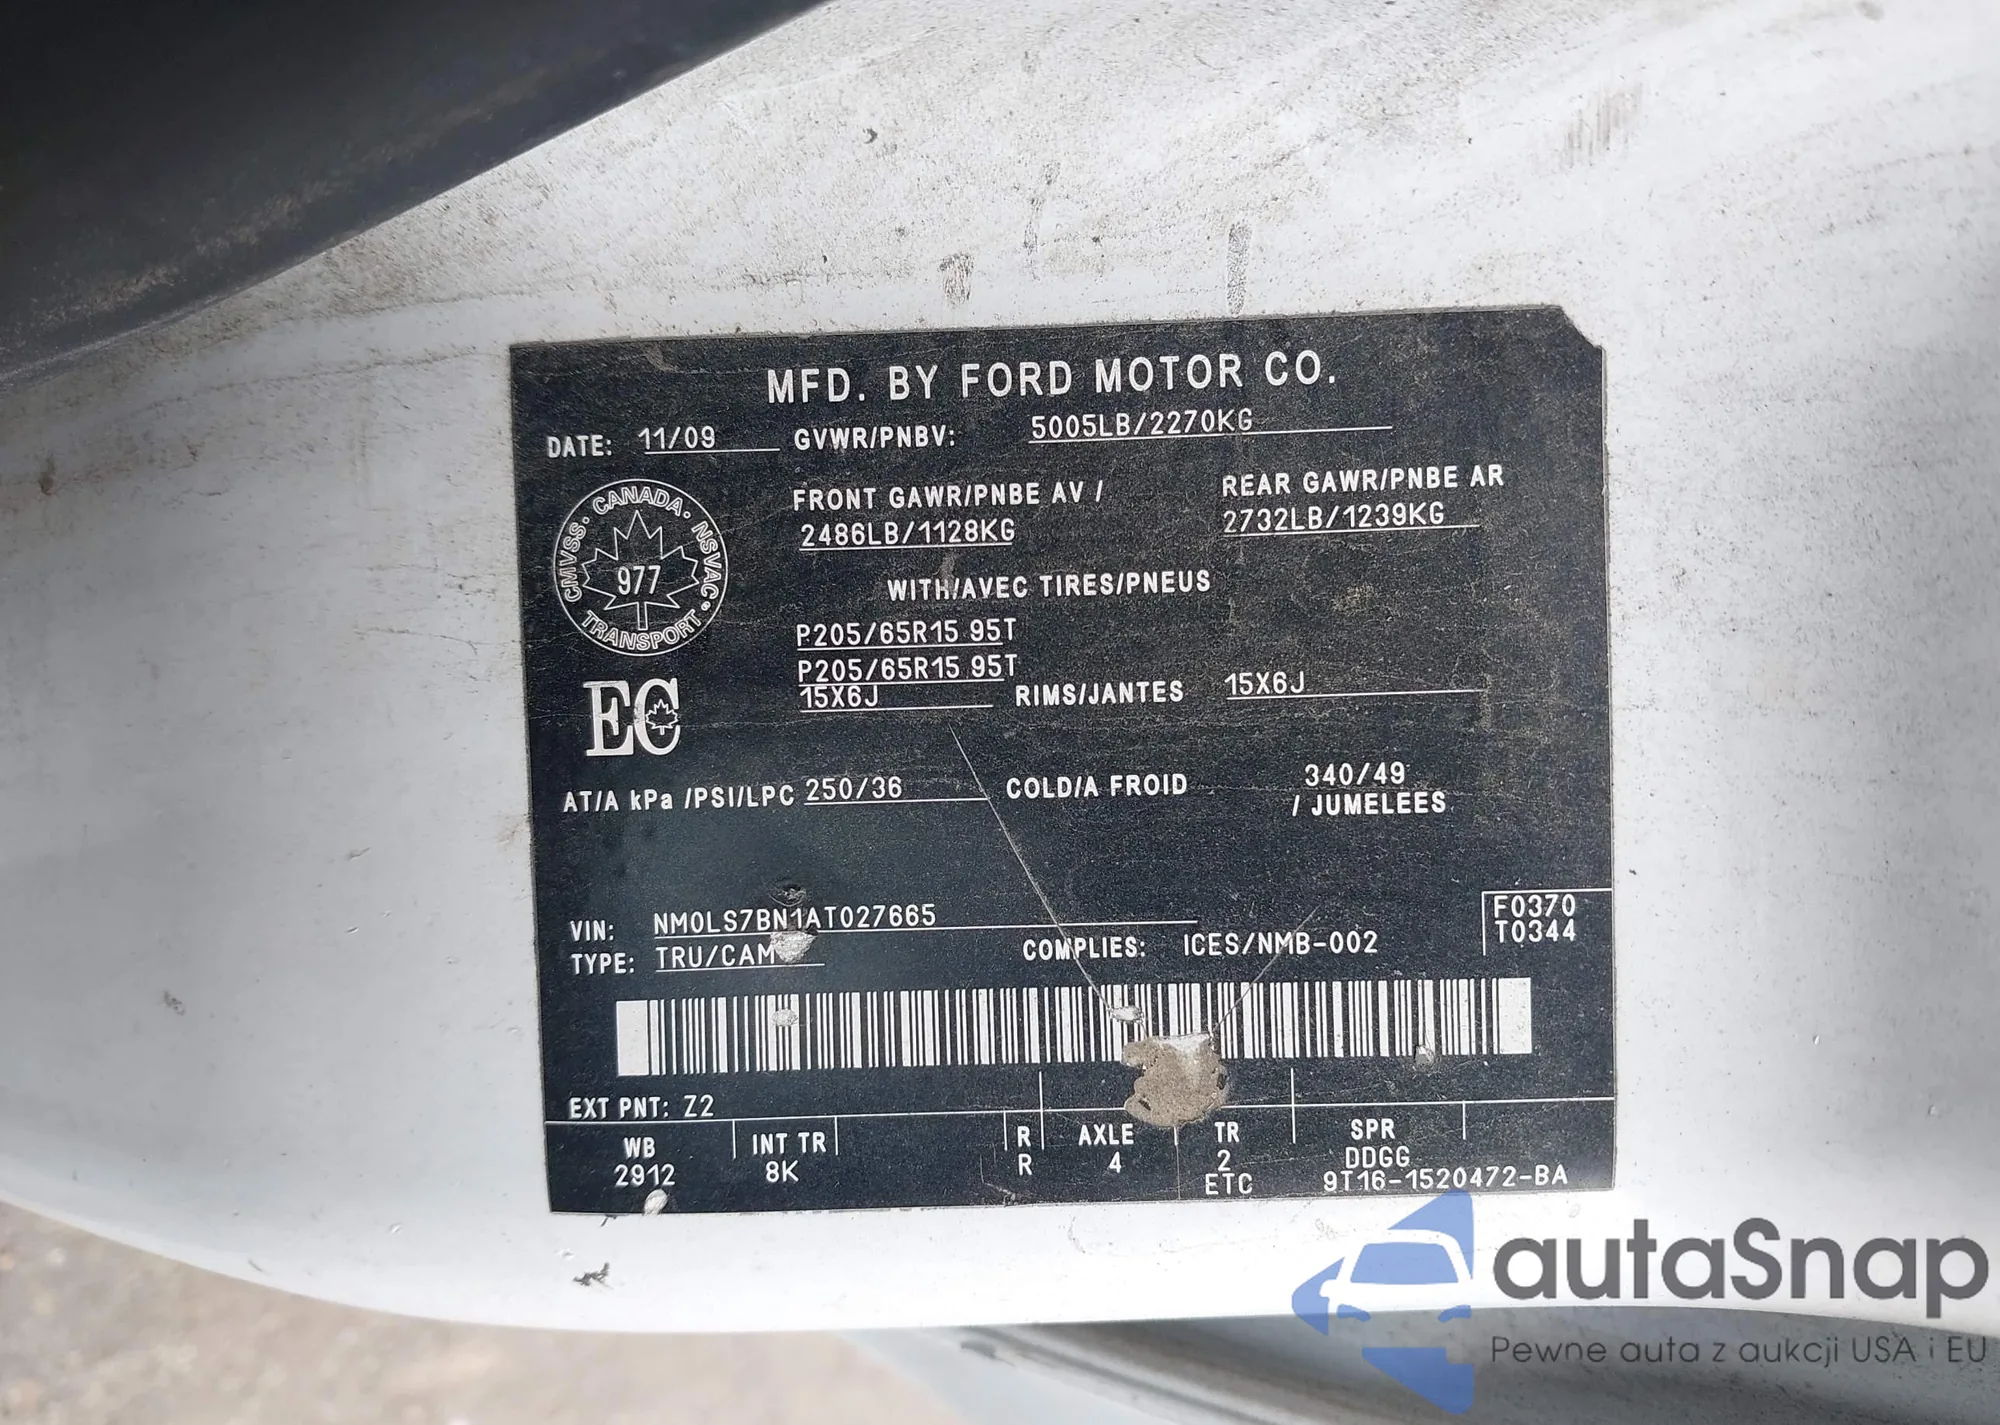 MFD. BY FORD MOTOR CO.
DATE: 11/09 GVWR/PNBV: 5005LB/2270KG
FRONT GAWR/PNBE AV / REAR GAWR/PNBE AR
2486LB/1128KG 2732LB/1239KG
CMVSS · CANADA · NSVAC · TRANSPORT
977
WITH/AVEC TIRES/PNEUS
P205/65R15 95T
P205/65R15 95T
15X6J RIMS/JANTES 15X6J
EC
AT/A kPa /PSI/LPC 250/36 COLD/A FROID 340/49
/ JUMELEES
VIN: NM0LS7BN1AT027665
F0370
T0344
TYPE: TRU/CAM COMPLIES: ICES/NMB-002
EXT PNT: Z2
WB INT TR R AXLE TR SPR
2912 8K R 4 2 DDGG
ETC 9T16-1520472-BA
autaSnap
Pewne auta z aukcji USA i EU